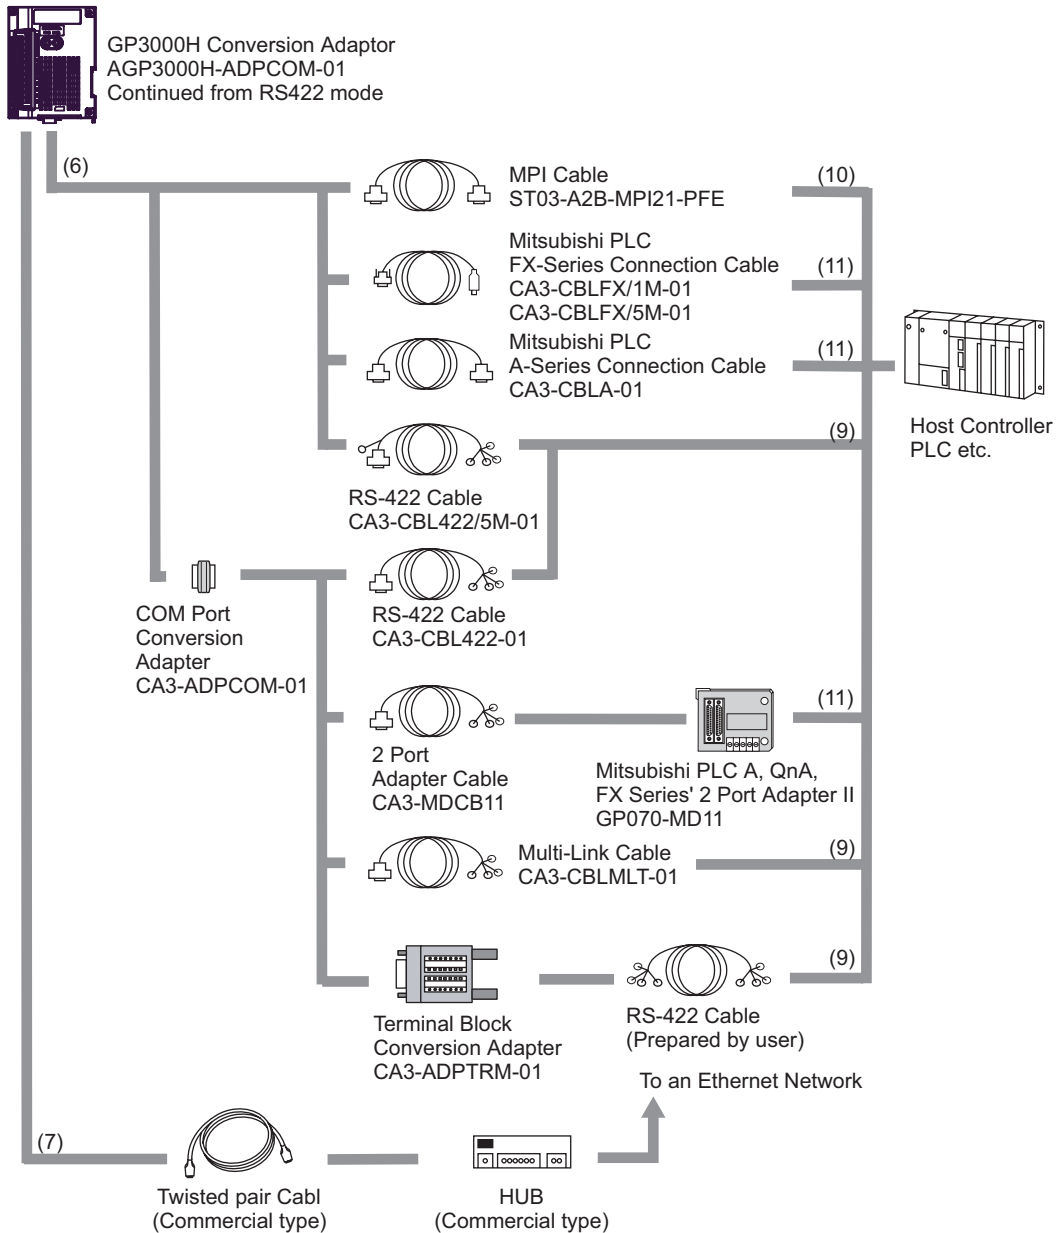 GP3000H Conversion Adaptor
AGP3000H-ADPCOM-01
Continued from RS422 mode
(6)
MPI Cable
ST03-A2B-MPI21-PFE
(10)
Mitsubishi PLC
FX-Series Connection Cable
CA3-CBLFX/1M-01
CA3-CBLFX/5M-01
(11)
Mitsubishi PLC
A-Series Connection Cable
CA3-CBLA-01
(11)
Host Controller
PLC etc.
(9)
RS-422 Cable
CA3-CBL422/5M-01
COM Port
Conversion
Adapter
CA3-ADPCOM-01
RS-422 Cable
CA3-CBL422-01
2 Port
Adapter Cable
CA3-MDCB11
(11)
Mitsubishi PLC A, QnA,
FX Series' 2 Port Adapter II
GP070-MD11
Multi-Link Cable
CA3-CBLMLT-01
(9)
Terminal Block
Conversion Adapter
CA3-ADPTRM-01
(9)
RS-422 Cable
(Prepared by user)
To an Ethernet Network
(7)
Twisted pair Cabl
(Commercial type)
HUB
(Commercial type)